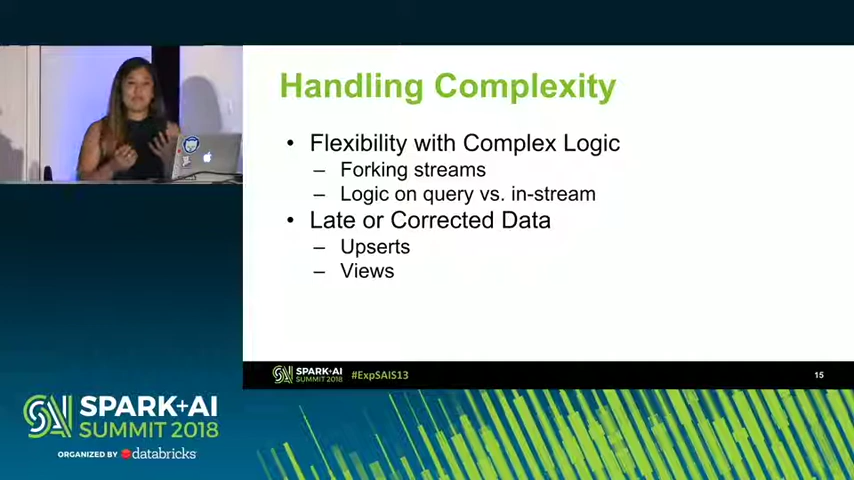 Handling Complexity
• Flexibility with Complex Logic
– Forking streams
– Logic on query vs. in-stream
• Late or Corrected Data
– Upserts
– Views
SPARK+AI
SUMMIT 2018
#ExpSAIS13
15
SPARK+AI
SUMMIT 2018
ORGANIZED BY databricks